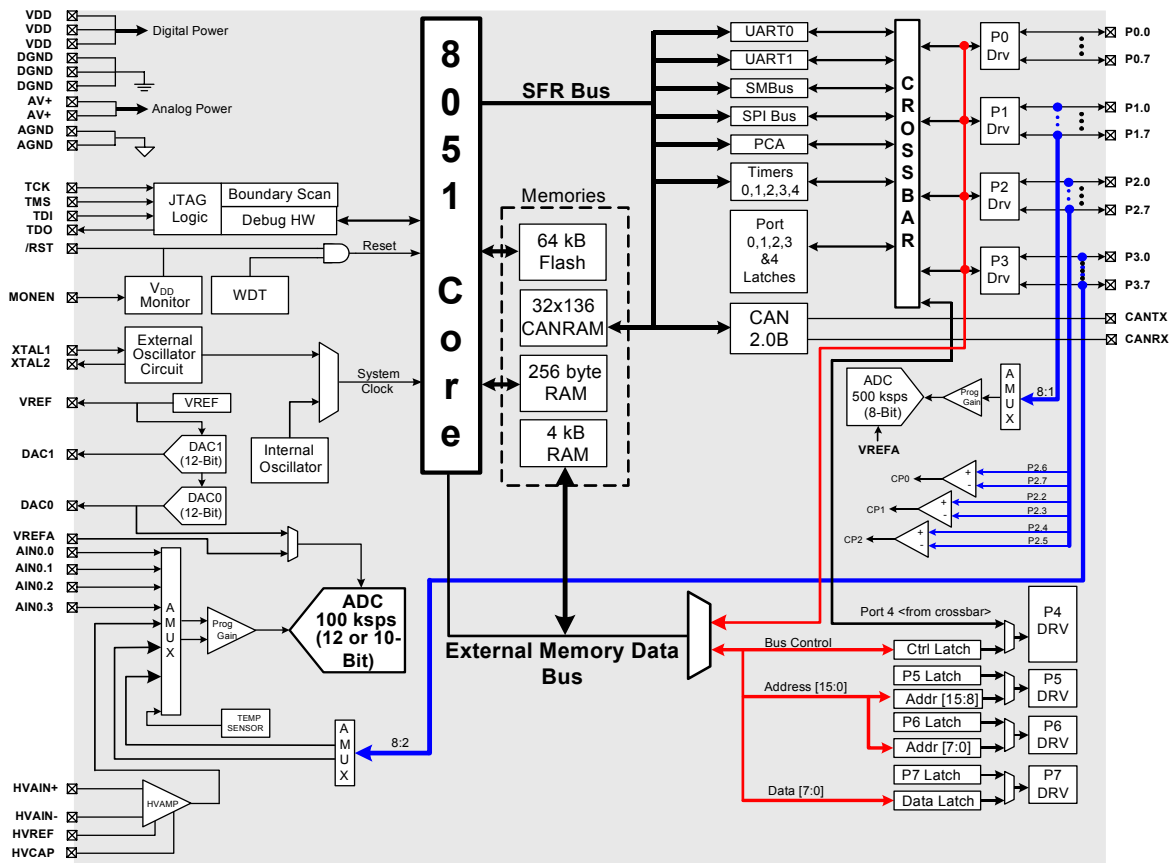 VDD
VDD
VDD
DGND
DGND
DGND
AV+
AV+
AGND
AGND
Digital Power
Analog Power
TCK
TMS
TDI
TDO
/RST
MONEN
XTAL1
XTAL2
VREF
DAC1
DAC0
VREFA
AIN0.0
AIN0.1
AIN0.2
AIN0.3
HVAIN+
HVAIN-
HVREF
HVCAP
JTAG
Logic
Boundary Scan
Debug HW
Reset
VDD
Monitor
WDT
External
Oscillator
Circuit
System
Clock
Internal
Oscillator
VREF
DAC1
(12-Bit)
DAC0
(12-Bit)
A
M
U
X
Prog
Gain
ADC
100 ksps
(12 or 10-
Bit)
TEMP
SENSOR
A
M
U
X
8:2
HVAMP
8
0
5
1
C
o
r
e
SFR Bus
Memories
64 kB
Flash
32x136
CANRAM
256 byte
RAM
4 kB
RAM
External Memory Data
Bus
UART0
UART1
SMBus
SPI Bus
PCA
Timers
0,1,2,3,4
Port
0,1,2,3
&4
Latches
CAN
2.0B
C
R
O
S
S
B
A
R
P0
Drv
P1
Drv
P2
Drv
P3
Drv
P0.0
P0.7
P1.0
P1.7
P2.0
P2.7
P3.0
P3.7
CANTX
CANRX
ADC
500 ksps
(8-Bit)
VREFA
Prog
Gain
A
M
U
X
8:1
CP0
+
-
P2.6
P2.7
CP1
+
-
P2.2
P2.3
CP2
+
-
P2.4
P2.5
Port 4 <from crossbar>
Bus Control
Ctrl Latch
P4
DRV
Address [15:0]
P5 Latch
Addr [15:8]
P5
DRV
P6 Latch
Addr [7:0]
P6
DRV
Data [7:0]
P7 Latch
Data Latch
P7
DRV